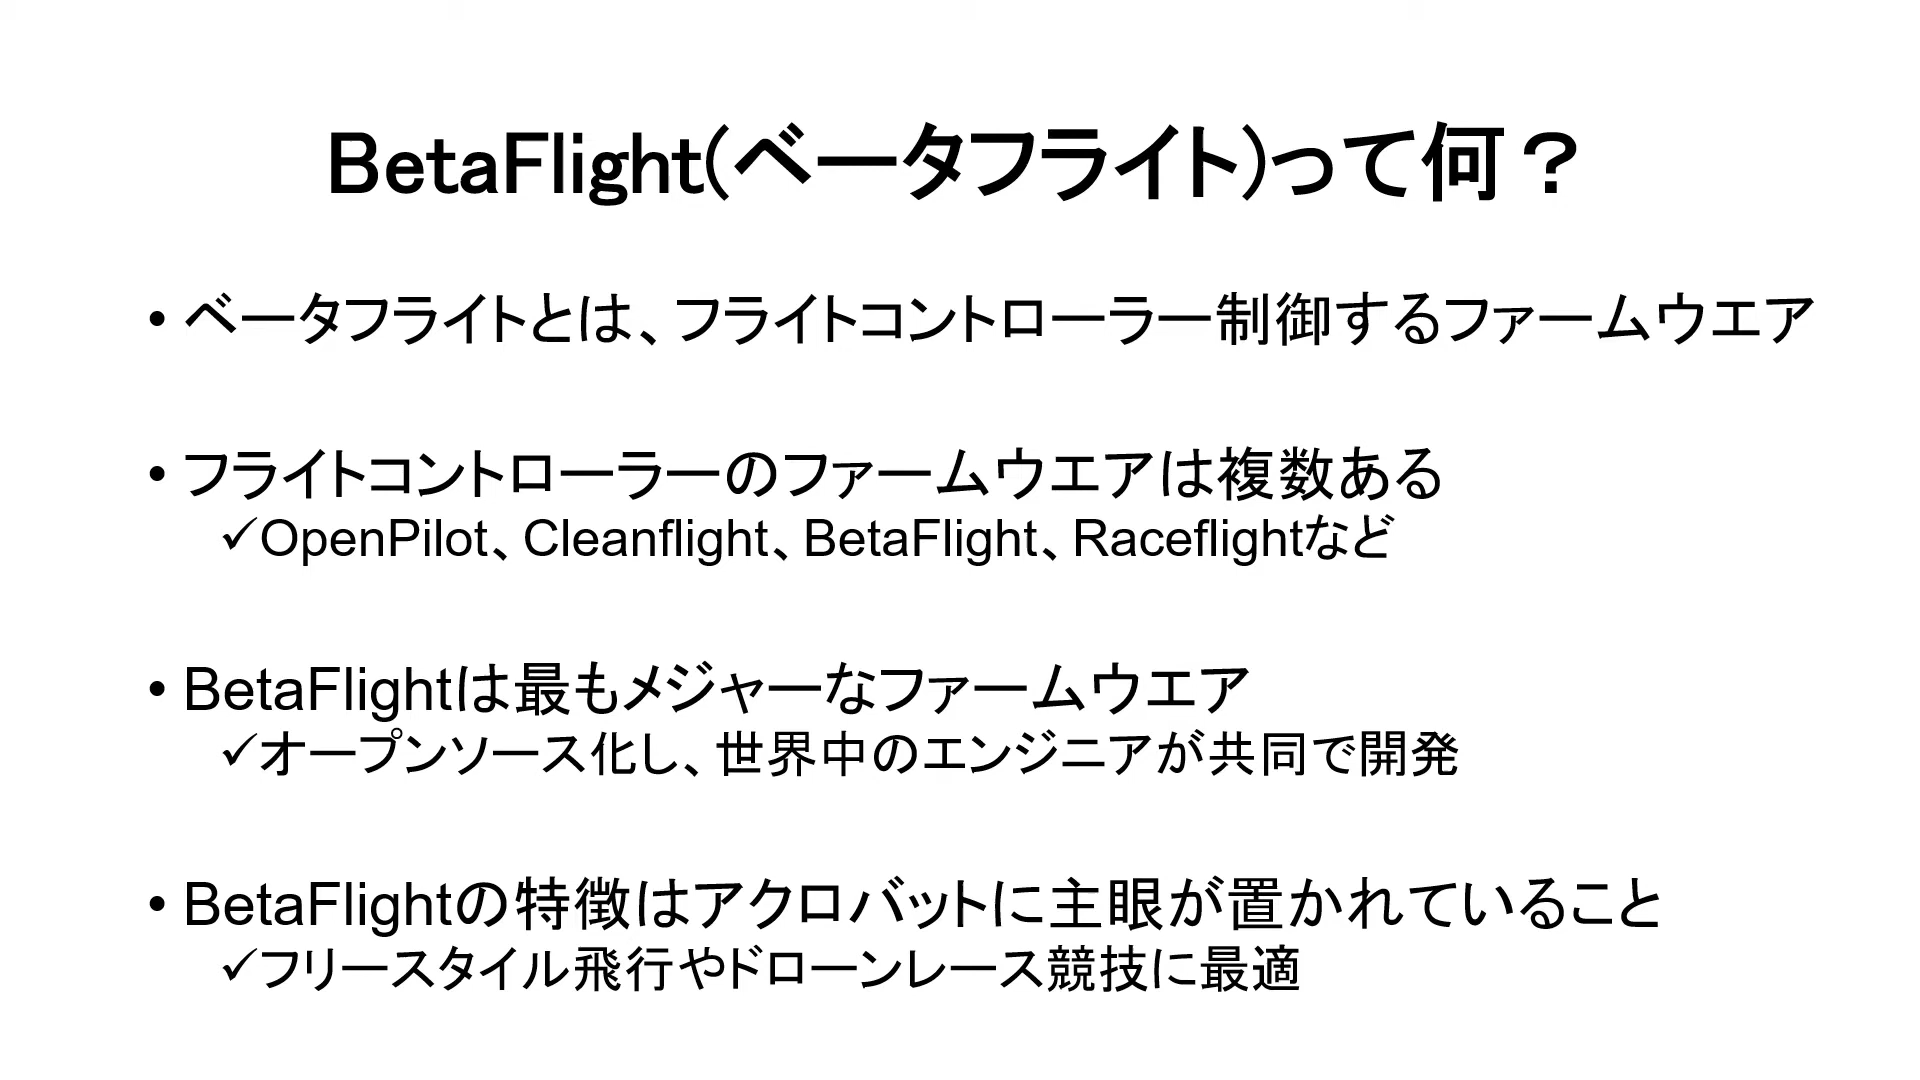 BetaFlight(ベータフライト)って何？
• ベータフライトとは、フライトコントローラー制御するファームウエア
• フライトコントローラーのファームウエアは複数ある
✓OpenPilot、Cleanflight、BetaFlight、Raceflightなど
• BetaFlightは最もメジャーなファームウエア
✓オープンソース化し、世界中のエンジニアが共同で開発
• BetaFlightの特徴はアクロバットに主眼が置かれていること
✓フリースタイル飛行やドローンレース競技に最適